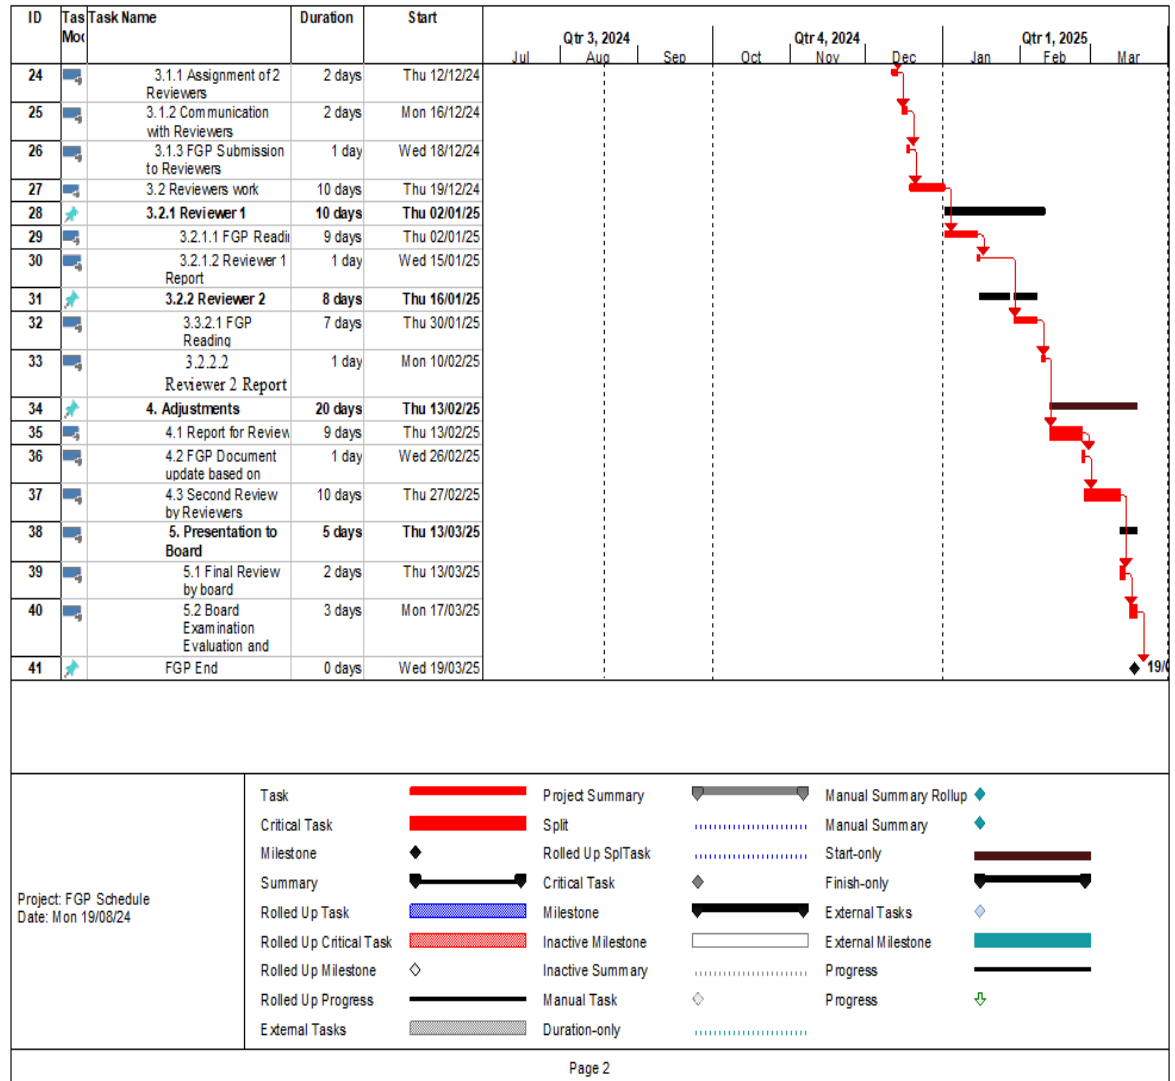 ID Tas Task Name Duration Start
Mod
Qtr 3, 2024 Qtr 4, 2024 Qtr 1, 2025
Jul Aug Sep Oct Nov Dec Jan Feb Mar
24 3.1.1 Assignment of 2 2 days Thu 12/12/24
Reviewers
25 3.1.2 Communication 2 days Mon 16/12/24
with Reviewers
26 3.1.3 FGP Submission 1 day Wed 18/12/24
to Reviewers
27 3.2 Reviewers work 10 days Thu 19/12/24
28 3.2.1 Reviewer 1 10 days Thu 02/01/25
29 3.2.1.1 FGP Readi 9 days Thu 02/01/25
30 3.2.1.2 Reviewer 1 1 day Wed 15/01/25
Report
31 3.2.2 Reviewer 2 8 days Thu 16/01/25
32 3.3.2.1 FGP 7 days Thu 30/01/25
Reading
33 3.2.2.2 1 day Mon 10/02/25
Reviewer 2 Report
34 4. Adjustments 20 days Thu 13/02/25
35 4.1 Report for Review 9 days Thu 13/02/25
36 4.2 FGP Document 1 day Wed 26/02/25
update based on
37 4.3 Second Review 10 days Thu 27/02/25
by Reviewers
38 5. Presentation to 5 days Thu 13/03/25
Board
39 5.1 Final Review 2 days Thu 13/03/25
by board
40 5.2 Board 3 days Mon 17/03/25
Examination
Evaluation and
41 FGP End 0 days Wed 19/03/25 19/0
Project: FGP Schedule
Date: Mon 19/08/24
Task Project Summary Manual Summary Rollup
Critical Task Split Manual Summary
Milestone Rolled Up SplTask Start-only
Summary Critical Task Finish-only
Rolled Up Task Milestone External Tasks
Rolled Up Critical Task Inactive Milestone External Milestone
Rolled Up Milestone Inactive Summary Progress
Rolled Up Progress Manual Task Progress
External Tasks Duration-only
Page 2